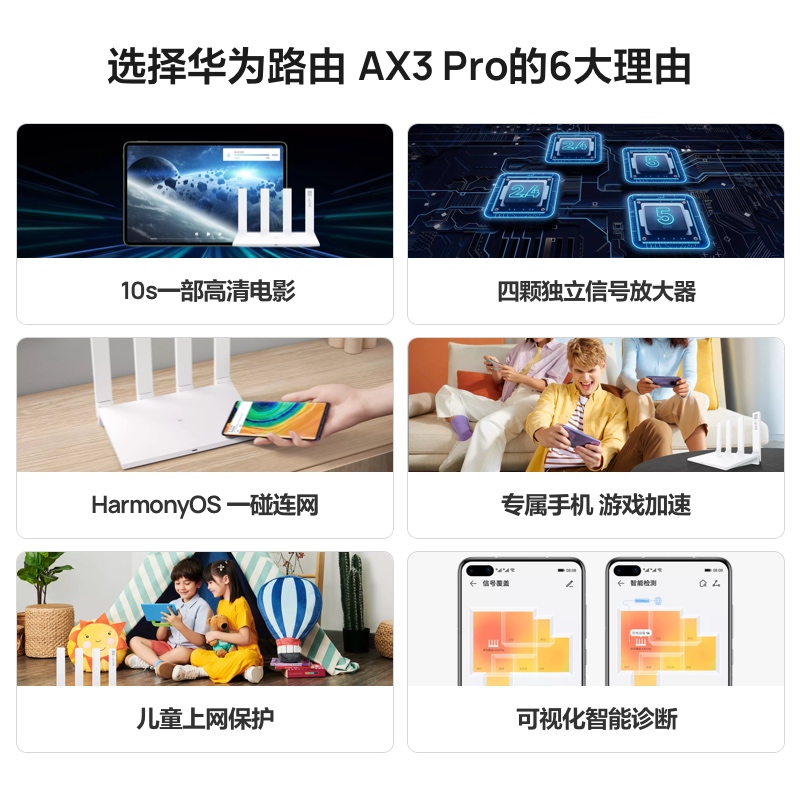 选择华为路由 AX3 Pro的6大理由
2.4
5
2.4
5
10s一部高清电影
四颗独立信号放大器
HarmonyOS 一碰连网
专属手机 游戏加速
信号覆盖
智能检测
儿童上网保护
可视化智能诊断